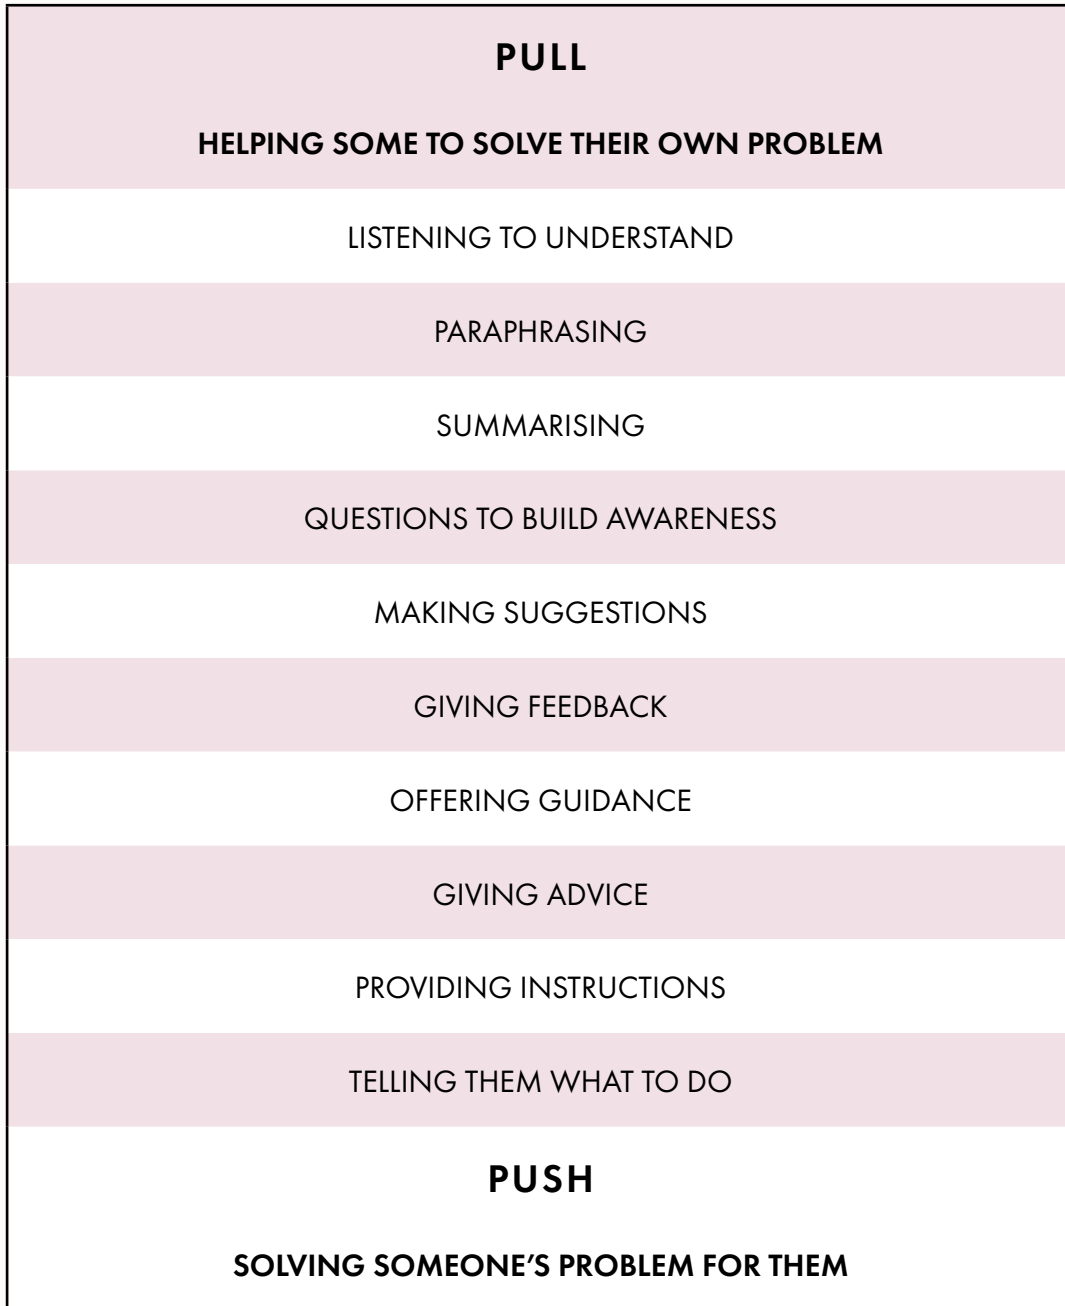 PULL
HELPING SOME TO SOLVE THEIR OWN PROBLEM
LISTENING TO UNDERSTAND
PARAPHRASING
SUMMARISING
QUESTIONS TO BUILD AWARENESS
MAKING SUGGESTIONS
GIVING FEEDBACK
OFFERING GUIDANCE
GIVING ADVICE
PROVIDING INSTRUCTIONS
TELLING THEM WHAT TO DO
PUSH
SOLVING SOMEONE’S PROBLEM FOR THEM